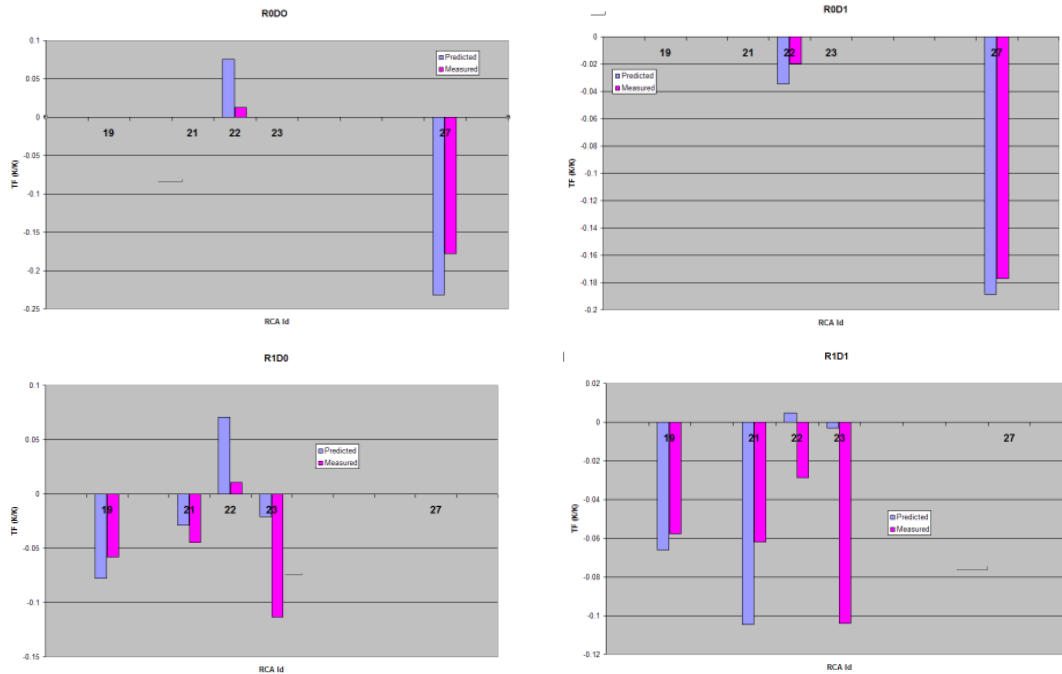 R0DO
0.1
0.05
0
-0.05
-0.1
-0.15
-0.2
-0.25
TF (K/K)
19 21 22 23 27
Predicted
Measured
RCA Id
R0D1
0
-0.02
-0.04
-0.06
-0.08
-0.1
-0.12
-0.14
-0.16
-0.18
-0.2
TF (K/K)
19 21 22 23 27
Predicted
Measured
RCA Id
R1D0
0.1
0.05
0
-0.05
-0.1
-0.15
TF (K/K)
19 21 22 23 27
Predicted
Measured
RCA Id
R1D1
0.02
0
-0.02
-0.04
-0.06
-0.08
-0.1
-0.12
TF (K/K)
19 21 22 23 27
Predicted
Measured
RCA Id